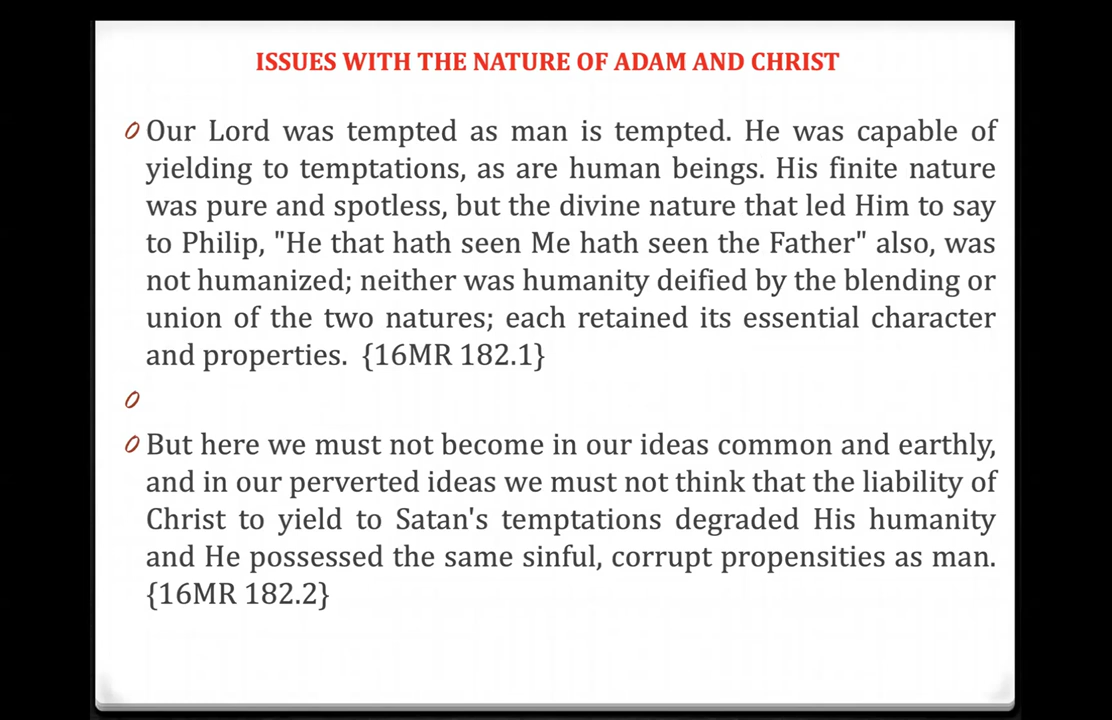 ISSUES WITH THE NATURE OF ADAM AND CHRIST
Our Lord was tempted as man is tempted. He was capable of
yielding to temptations, as are human beings. His finite nature
was pure and spotless, but the divine nature that led Him to say
to Philip, "He that hath seen Me hath seen the Father" also, was
not humanized; neither was humanity deified by the blending or
union of the two natures; each retained its essential character
and properties. {16MR 182.1}
But here we must not become in our ideas common and earthly,
and in our perverted ideas we must not think that the liability of
Christ to yield to Satan's temptations degraded His humanity
and He possessed the same sinful, corrupt propensities as man.
{16MR 182.2}